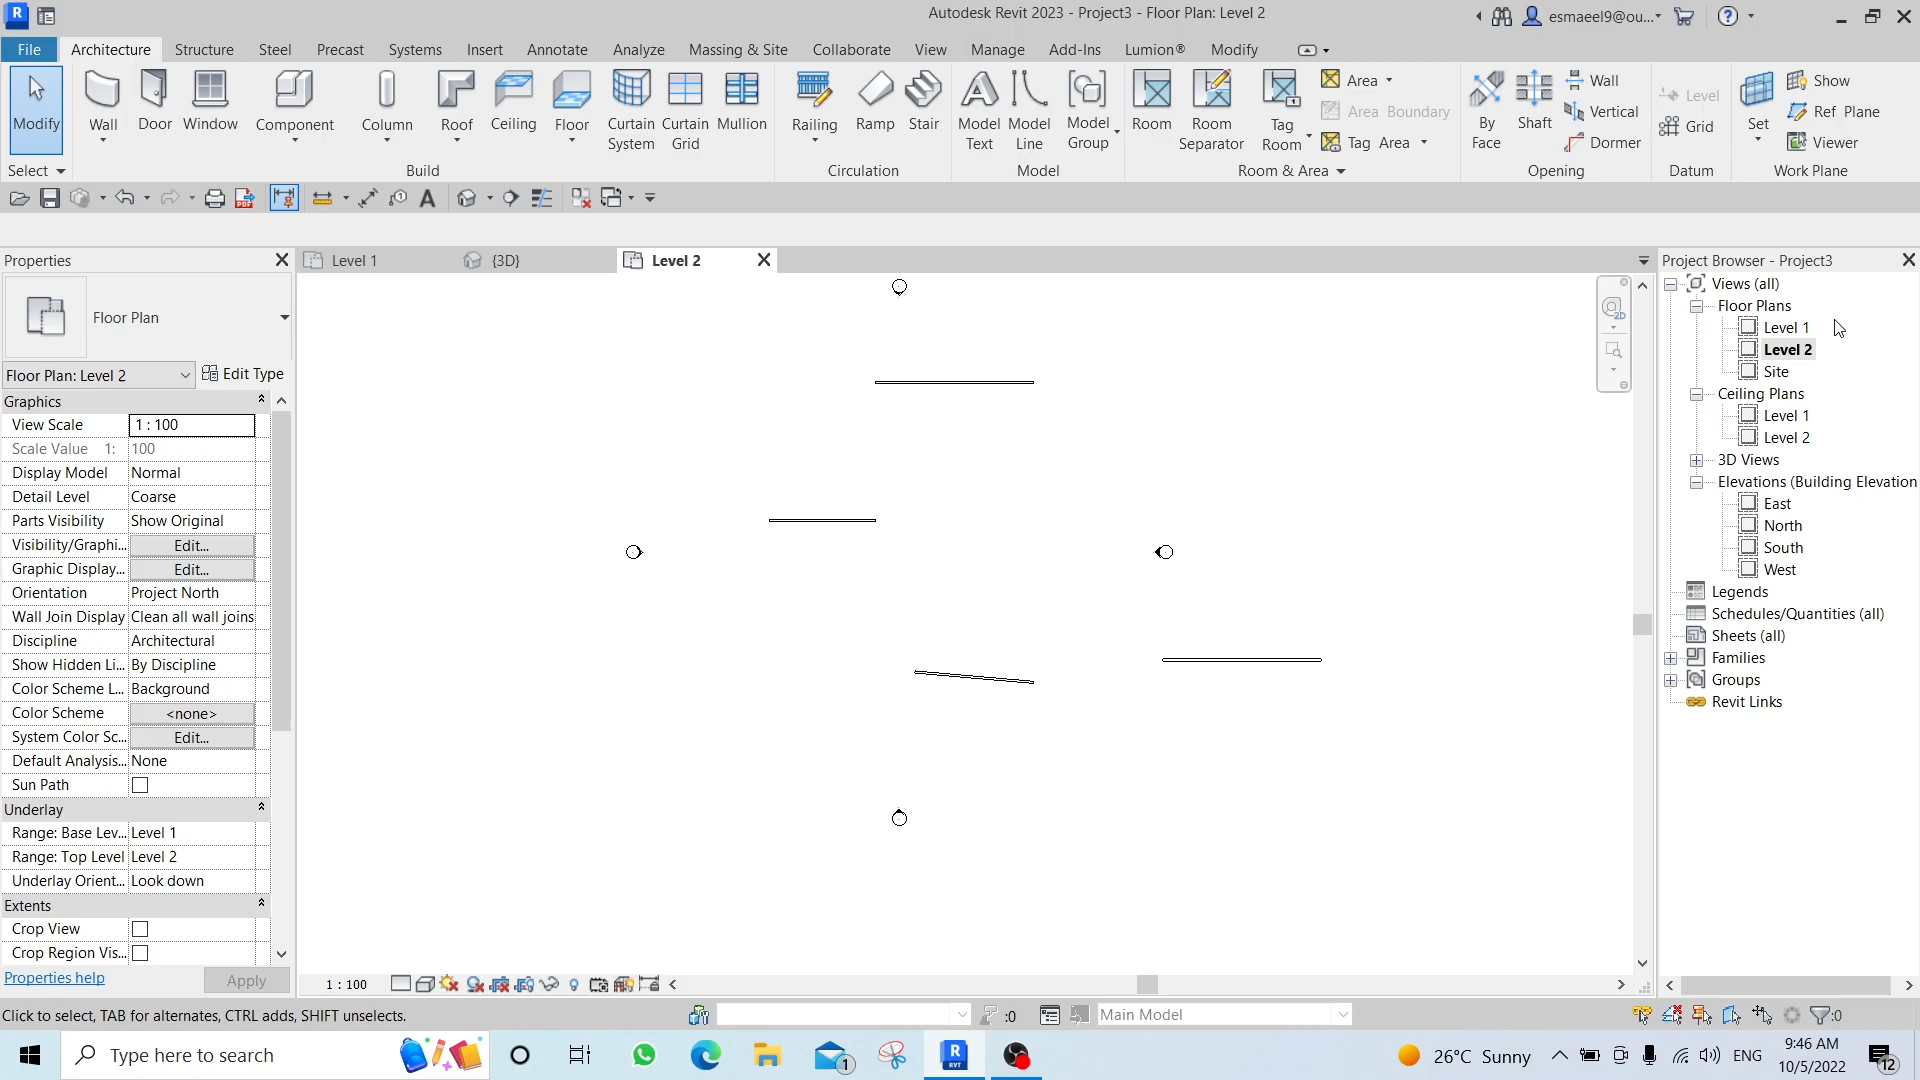 Autodesk Revit 2023 - Project3 - Floor Plan: Level 2
esmaeel9@ou...
File Architecture Structure Steel Precast Systems Insert Annotate Analyze Massing & Site Collaborate View Manage Add-Ins Lumion® Modify
Modify
Wall
Door
Window
Component
Column
Roof
Ceiling
Floor
Curtain System
Curtain Grid
Mullion
Railing
Ramp
Stair
Model Text
Model Line
Model Group
Room
Room Separator
Tag Room
Area
Area Boundary
Tag Area
By Face
Shaft
Wall
Vertical
Dormer
Level
Grid
Set
Show
Ref Plane
Viewer
Select
Build
Circulation
Model
Room & Area
Opening
Datum
Work Plane
Properties
Floor Plan
Floor Plan: Level 2
Edit Type
Graphics
View Scale 1 : 100
Scale Value 1: 100
Display Model Normal
Detail Level Coarse
Parts Visibility Show Original
Visibility/Graphi... Edit...
Graphic Display... Edit...
Orientation Project North
Wall Join Display Clean all wall joins
Discipline Architectural
Show Hidden Li... By Discipline
Color Scheme L... Background
Color Scheme <none>
System Color Sc... Edit...
Default Analysis... None
Sun Path
Underlay
Range: Base Lev... Level 1
Range: Top Level Level 2
Underlay Orient... Look down
Extents
Crop View
Crop Region Vis...
Properties help
Apply
Level 1
{3D}
Level 2
2D
1 : 100
Project Browser - Project3
Views (all)
Floor Plans
Level 1
Level 2
Site
Ceiling Plans
Level 1
Level 2
3D Views
Elevations (Building Elevation
East
North
South
West
Legends
Schedules/Quantities (all)
Sheets (all)
Families
Groups
Revit Links
Click to select, TAB for alternates, CTRL adds, SHIFT unselects.
:0
Main Model
:0
Type here to search
1
R
RVT
26°C Sunny
ENG
9:46 AM
10/5/2022
12